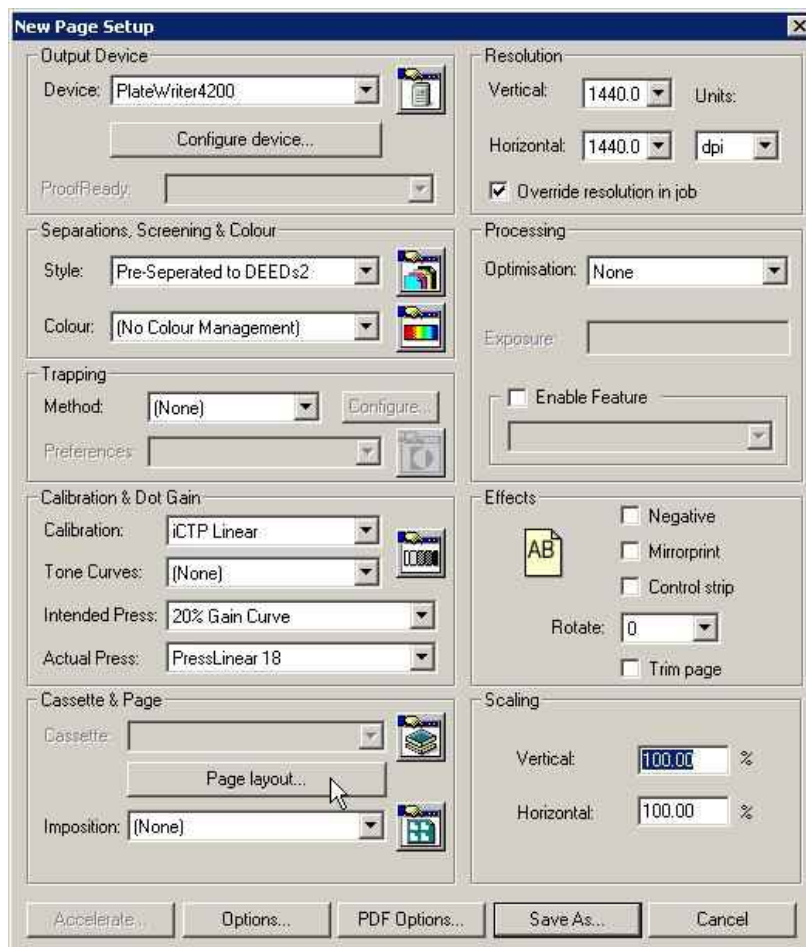 New Page Setup
Output Device
Device: PlateWriter4200
Configure device...
ProofReady:
Separations, Screening & Colour
Style: Pre-Seperated to DEEDs2
Colour: (No Colour Management)
Trapping
Method: (None) Configure...
Preferences:
Calibration & Dot Gain
Calibration: iCTP Linear
Tone Curves: (None)
Intended Press: 20% Gain Curve
Actual Press: PressLinear 18
Cassette & Page
Cassette:
Page layout...
Imposition: (None)
Resolution
Vertical: 1440.0 Units:
Horizontal: 1440.0 dpi
Override resolution in job
Processing
Optimisation: None
Exposure:
Enable Feature
Effects
AB
Negative
Mirrorprint
Control strip
Rotate: 0
Trim page
Scaling
Vertical: 100.00 %
Horizontal: 100.00 %
Accelerate... Options... PDF Options... Save As... Cancel